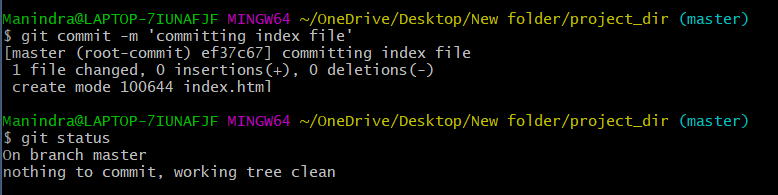 Manindra@LAPTOP-7IUNAFJF MINGW64 ~/OneDrive/Desktop/New folder/project_dir (master)
$ git commit -m 'committing index file'
[master (root-commit) ef37c67] committing index file
 1 file changed, 0 insertions(+), 0 deletions(-)
 create mode 100644 index.html
Manindra@LAPTOP-7IUNAFJF MINGW64 ~/OneDrive/Desktop/New folder/project_dir (master)
$ git status
On branch master
nothing to commit, working tree clean